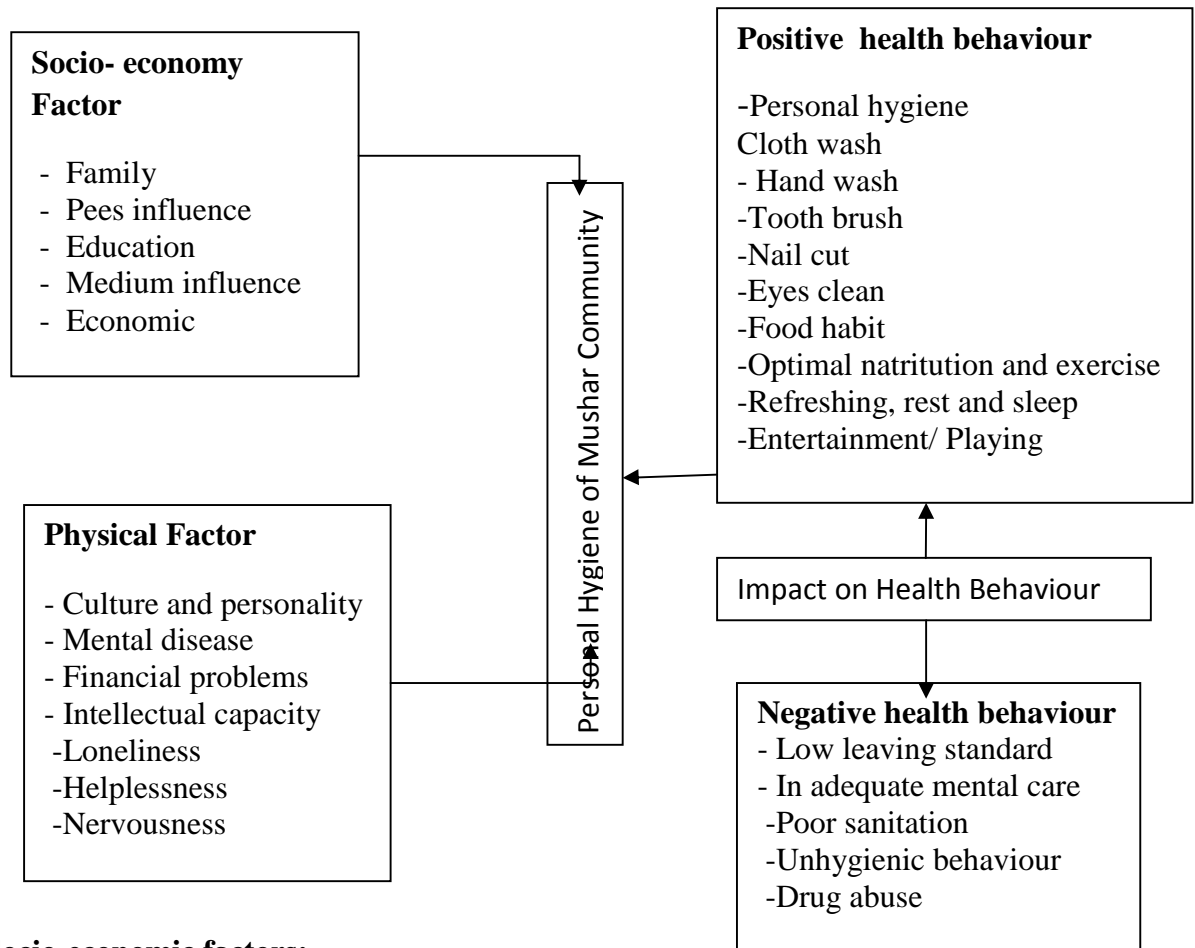 Socio- economy
Factor
- Family
- Pees influence
- Education
- Medium influence
- Economic
Physical Factor
- Culture and personality
- Mental disease
- Financial problems
- Intellectual capacity
-Loneliness
-Helplessness
-Nervousness
Personal Hygiene of Mushar Community
Positive health behaviour
-Personal hygiene
Cloth wash
- Hand wash
-Tooth brush
-Nail cut
-Eyes clean
-Food habit
-Optimal natritution and exercise
-Refreshing, rest and sleep
-Entertainment/ Playing
Impact on Health Behaviour
Negative health behaviour
- Low leaving standard
- In adequate mental care
-Poor sanitation
-Unhygienic behaviour
-Drug abuse